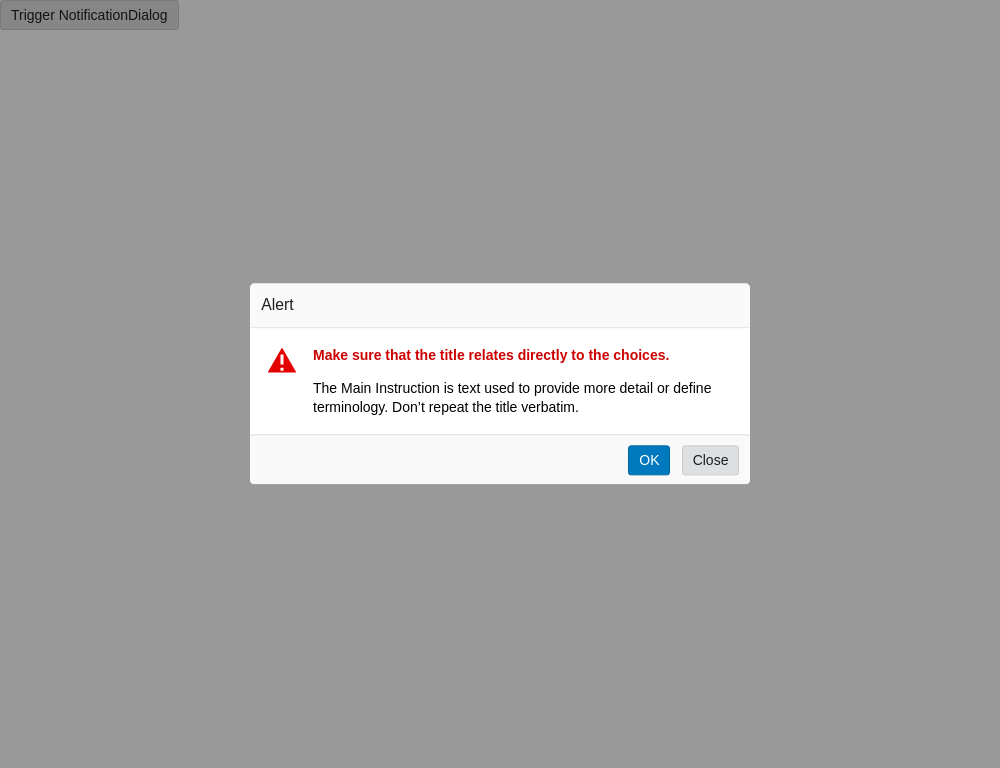 Trigger NotificationDialog
Alert
Make sure that the title relates directly to the choices.
The Main Instruction is text used to provide more detail or define
terminology. Don’t repeat the title verbatim.
OK Close